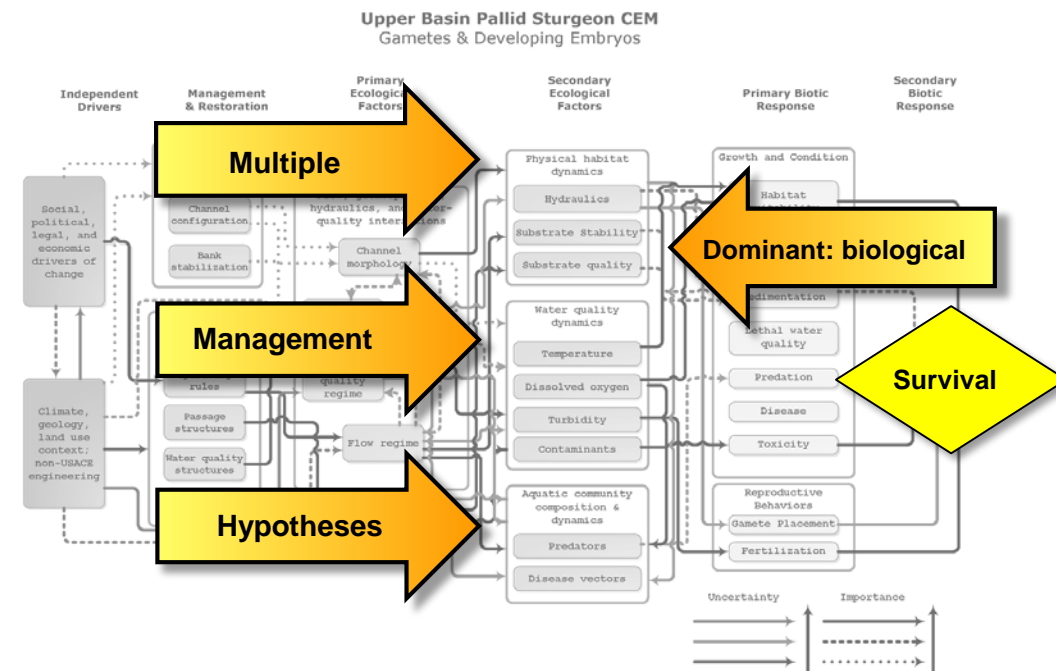 Upper Basin Pallid Sturgeon CEM
Gametes & Developing Embryos
Independent
Drivers
Management
& Restoration
Primary
Ecological
Factors
Secondary
Ecological
Factors
Primary Biotic
Response
Secondary
Biotic
Response
Social,
political,
legal, and
economic
drivers of
change
Climate,
geology,
land use
context;
non-USACE
engineering
Multiple
Channel
configuration
Bank
stabilization
Management
rules
Passage
structures
Water quality
structures
Hypotheses
hydraulics, and
quality
Channel
morphology
quality
regime
Flow regime
Physical habitat
dynamics
Hydraulics
Substrate Stability
Substrate quality
Water quality
dynamics
Temperature
Dissolved oxygen
Turbidity
Contaminants
Aquatic community
composition &
dynamics
Predators
Disease vectors
Growth and Condition
Habitat
Dominant: biological
Lethal water
quality
Predation
Disease
Toxicity
Survival
Reproductive
Behaviors
Gamete Placement
Fertilization
Uncertainty
Importance